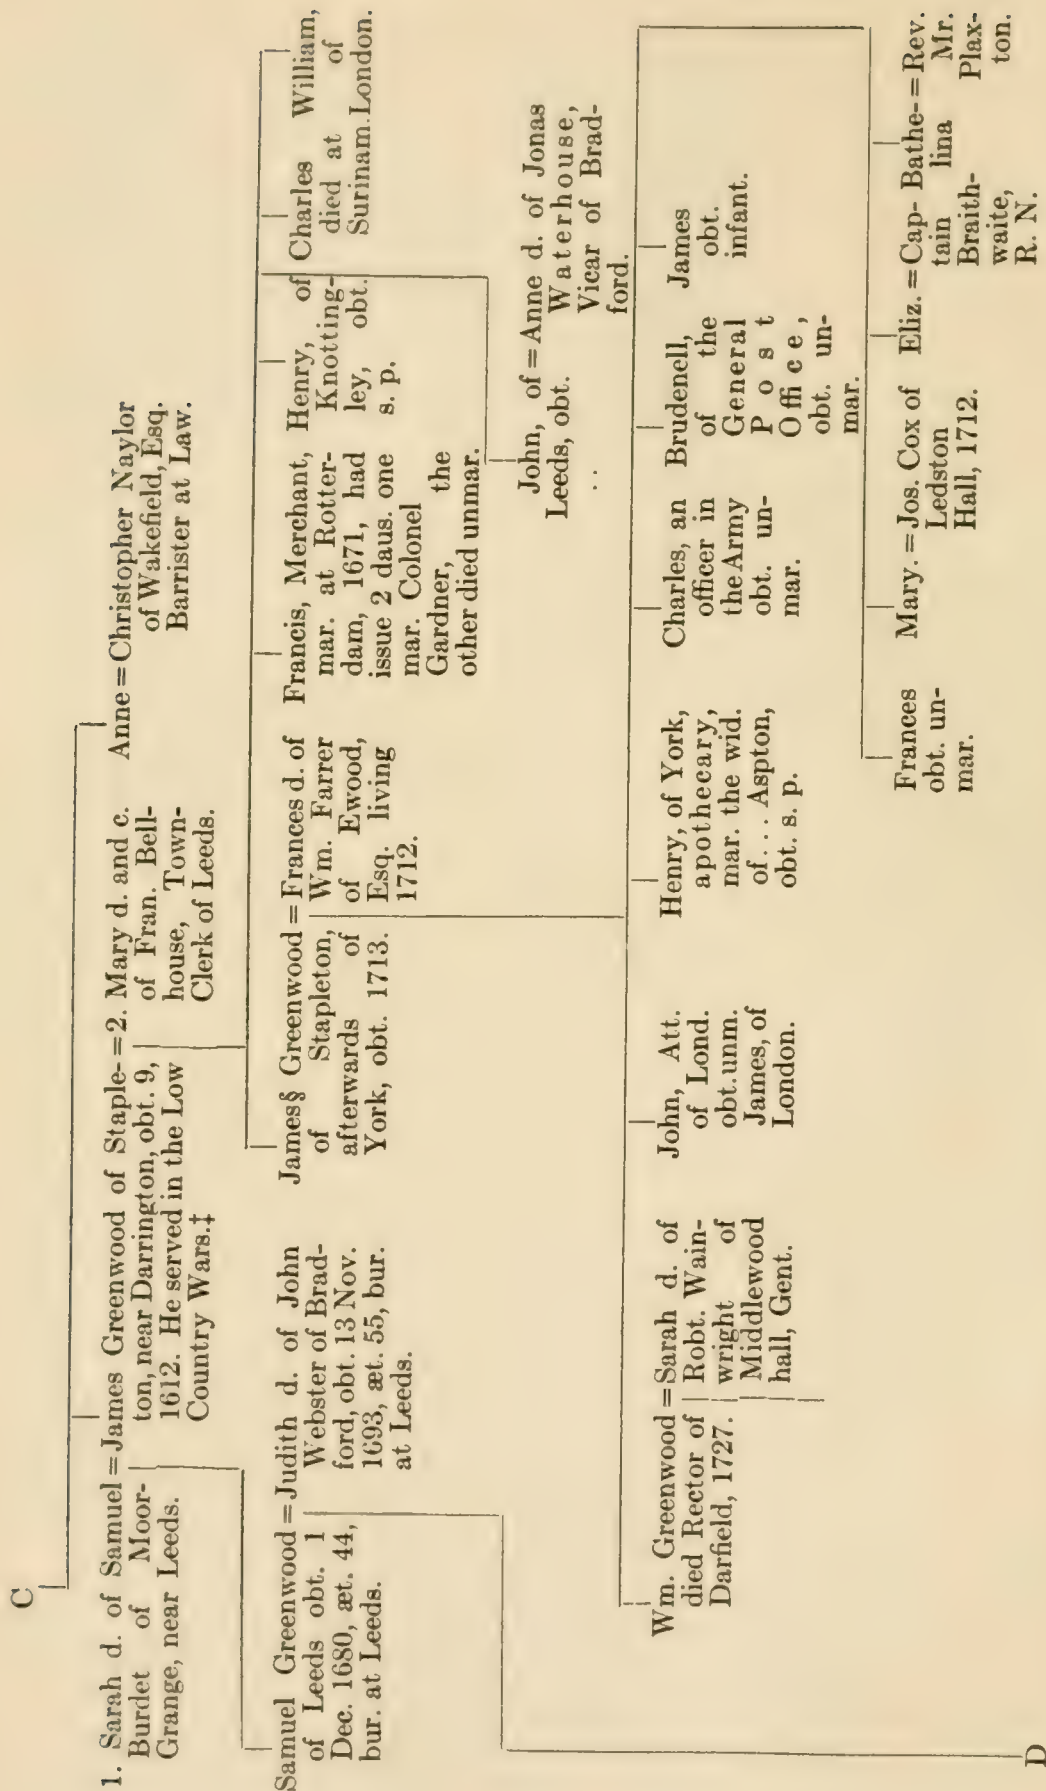 C
1. Sarah d. of Samuel
Burdet of Moor-
Grange, near Leeds.
=James Greenwood of Staple-
ton, near Darrington, obt. 9,
1612. He served in the Low
Country Wars.‡
=2. Mary d. and c.
of Fran. Bell-
house, Town-
Clerk of Leeds.
Anne=Christopher Naylor
of Wakefield, Esq.
Barrister at Law.
Samuel Greenwood
of Leeds obt. 1
Dec. 1680, æt. 44,
bur. at Leeds.
=Judith d. of John
Webster of Brad-
ford, obt. 13 Nov.
1693, æt. 55, bur.
at Leeds.
James§ Greenwood
of Stapleton,
afterwards of
York, obt. 1713.
=Frances d. of
Wm. Farrer
of Ewood,
Esq. living
1712.
Francis, Merchant,
mar. at Rotter-
dam, 1671, had
issue 2 daus. one
mar. Colonel
Gardner, the
other died unmar.
Henry, of
Knotting-
ley, obt.
s. p.
Charles
died at
Surinam.
William,
of
London.
John, of
Leeds, obt.
..
=Anne d. of Jonas
Waterhouse,
Vicar of Brad-
ford.
Wm. Greenwood
died Rector of
Darfield, 1727.
=Sarah d. of
Robt. Wain-
wright of
Middlewood
hall, Gent.
John, Att.
of Lond.
obt.unm.
James, of
London.
Henry, of York,
apothecary,
mar. the wid.
of... Aspton,
obt. s. p.
Charles, an
officer in
the Army
obt. un-
mar.
Brudenell,
of the
General
Post
Office,
obt. un-
mar.
James
obt.
infant.
Frances
obt. un-
mar.
Mary.=Jos. Cox of
Ledston
Hall, 1712.
Eliz.=Cap-
tain
Braith-
waite,
R. N.
Bathe-
lina
=Rev.
Mr.
Plax-
ton.
D